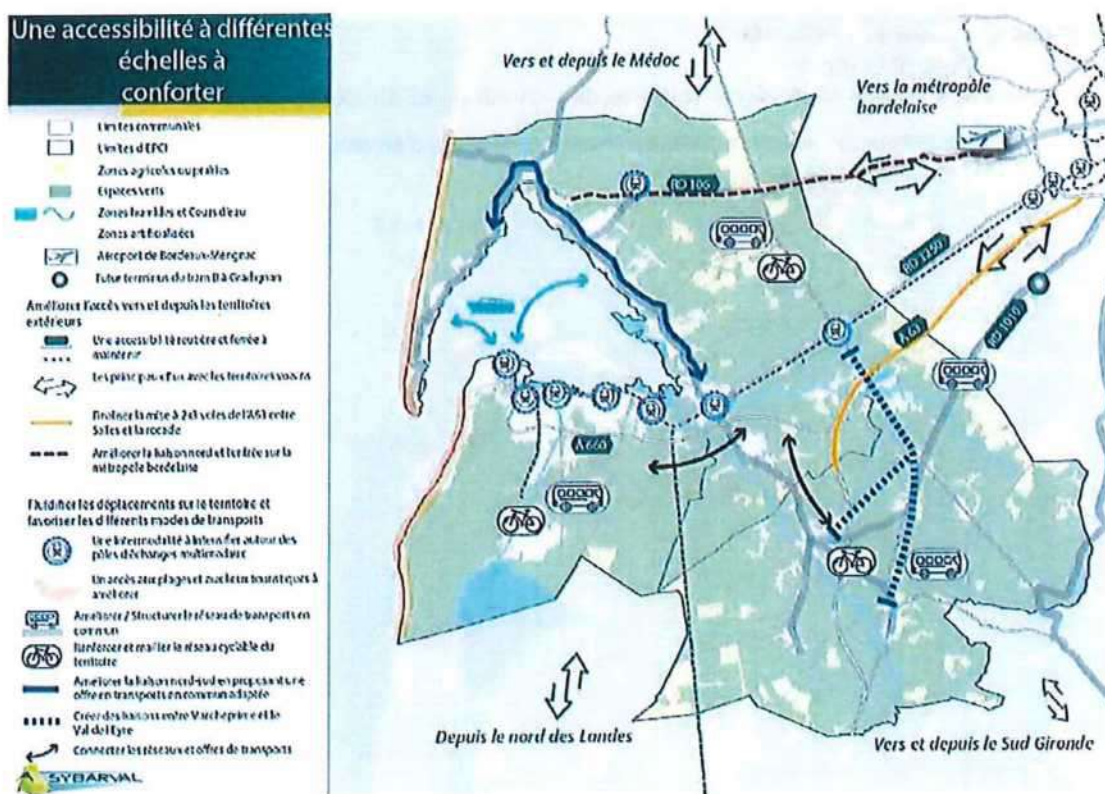 Une accessibilité à différentes
échelles à
conforter
Limites communales
Limites d'EPCI
Zones agricoles ou prairies
Espaces verts
Zones humides et Cours d'eau
Zones artificialisées
Aéroport de Bordeaux-Mérignac
Futur terminus du tram D à Gradignan
Améliorer l'accès vers et depuis les territoires
extérieurs
Une accessibilité routière et ferrée à
maintenir
Les principaux flux avec les territoires voisins
Finaliser la mise à 2x3 voies de l'A63 entre
Salles et la rocade
Améliorer la liaison nord et l'entrée sur la
métropole bordelaise
Fluidifier les déplacements sur le territoire et
favoriser les différents modes de transports
Une intermodalité à intensifier autour des
pôles d'échanges multimodaux
Un accès aux plages et aux lieux touristiques à
améliorer
Améliorer / Structurer le réseau de transports en
commun
Renforcer et mailler le réseau cyclable du
territoire
Améliorer la liaison nord-sud en proposant une
offre en transports en commun adaptée
Créer des liaisons entre Marcheprime et le
Val de l'Eyre
Connecter les réseaux et offres de transports
SYBARVAL
Vers et depuis le Médoc
Vers la métropole
bordelaise
RD 106
RD 1250
A 63
RD 1010
A 660
Depuis le nord des Landes
Vers et depuis le Sud Gironde